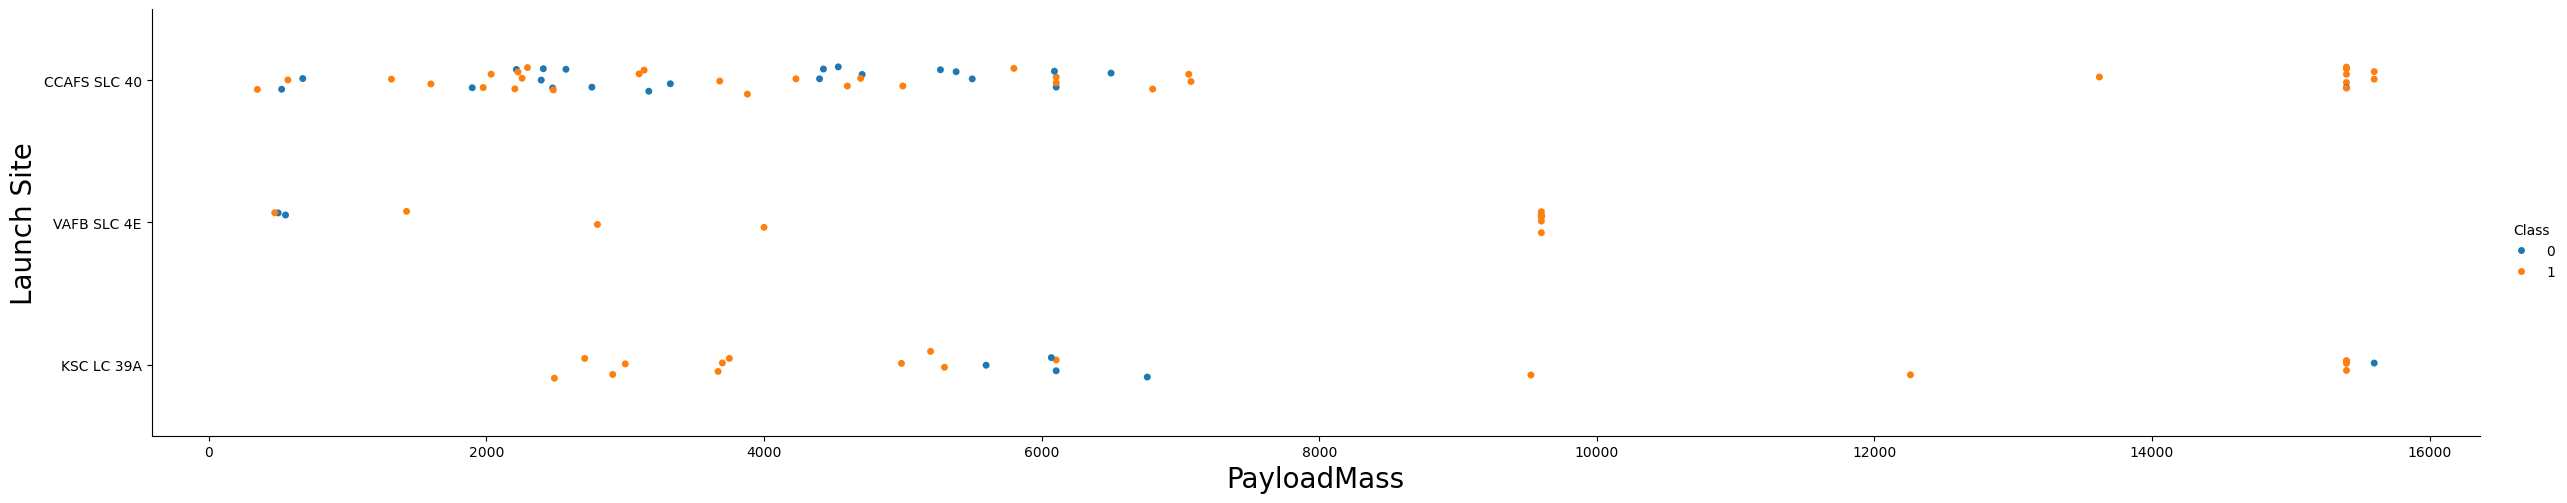 Launch Site
CCAFS SLC 40
VAFB SLC 4E
KSC LC 39A
0 2000 4000 6000 8000 10000 12000 14000 16000
PayloadMass
Class
0
1